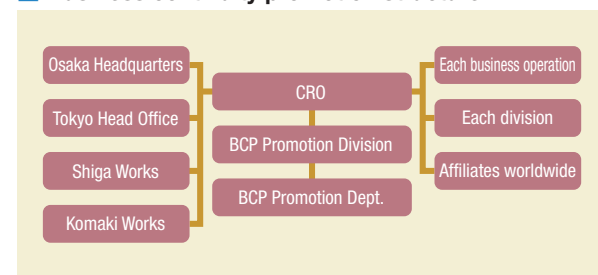 Osaka Headquarters
Tokyo Head Office
Shiga Works
Komaki Works
CRO
BCP Promotion Division
BCP Promotion Dept.
Each business operation
Each division
Affiliates worldwide